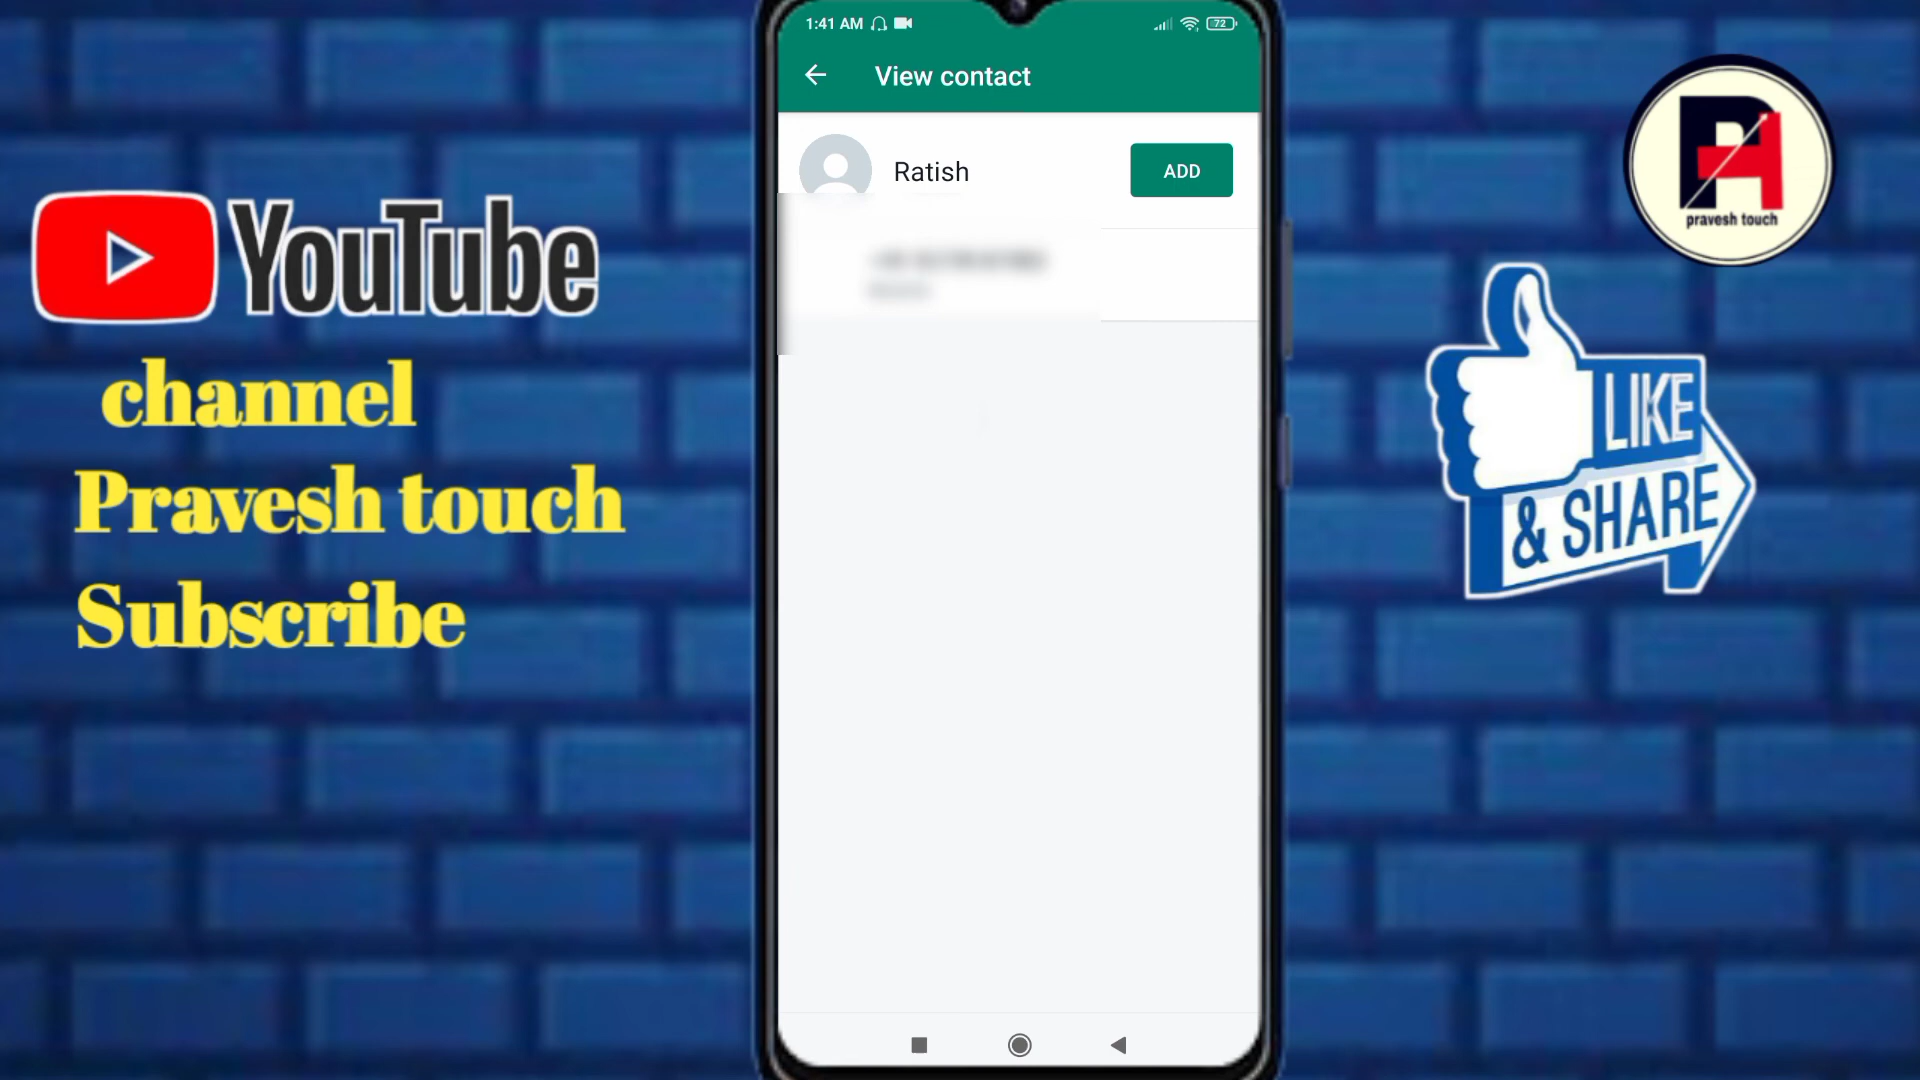 1:41 AM
72
View contact
Ratish
ADD
YouTube
channel
Pravesh touch
Subscribe
pravesh touch
LIKE
& SHARE